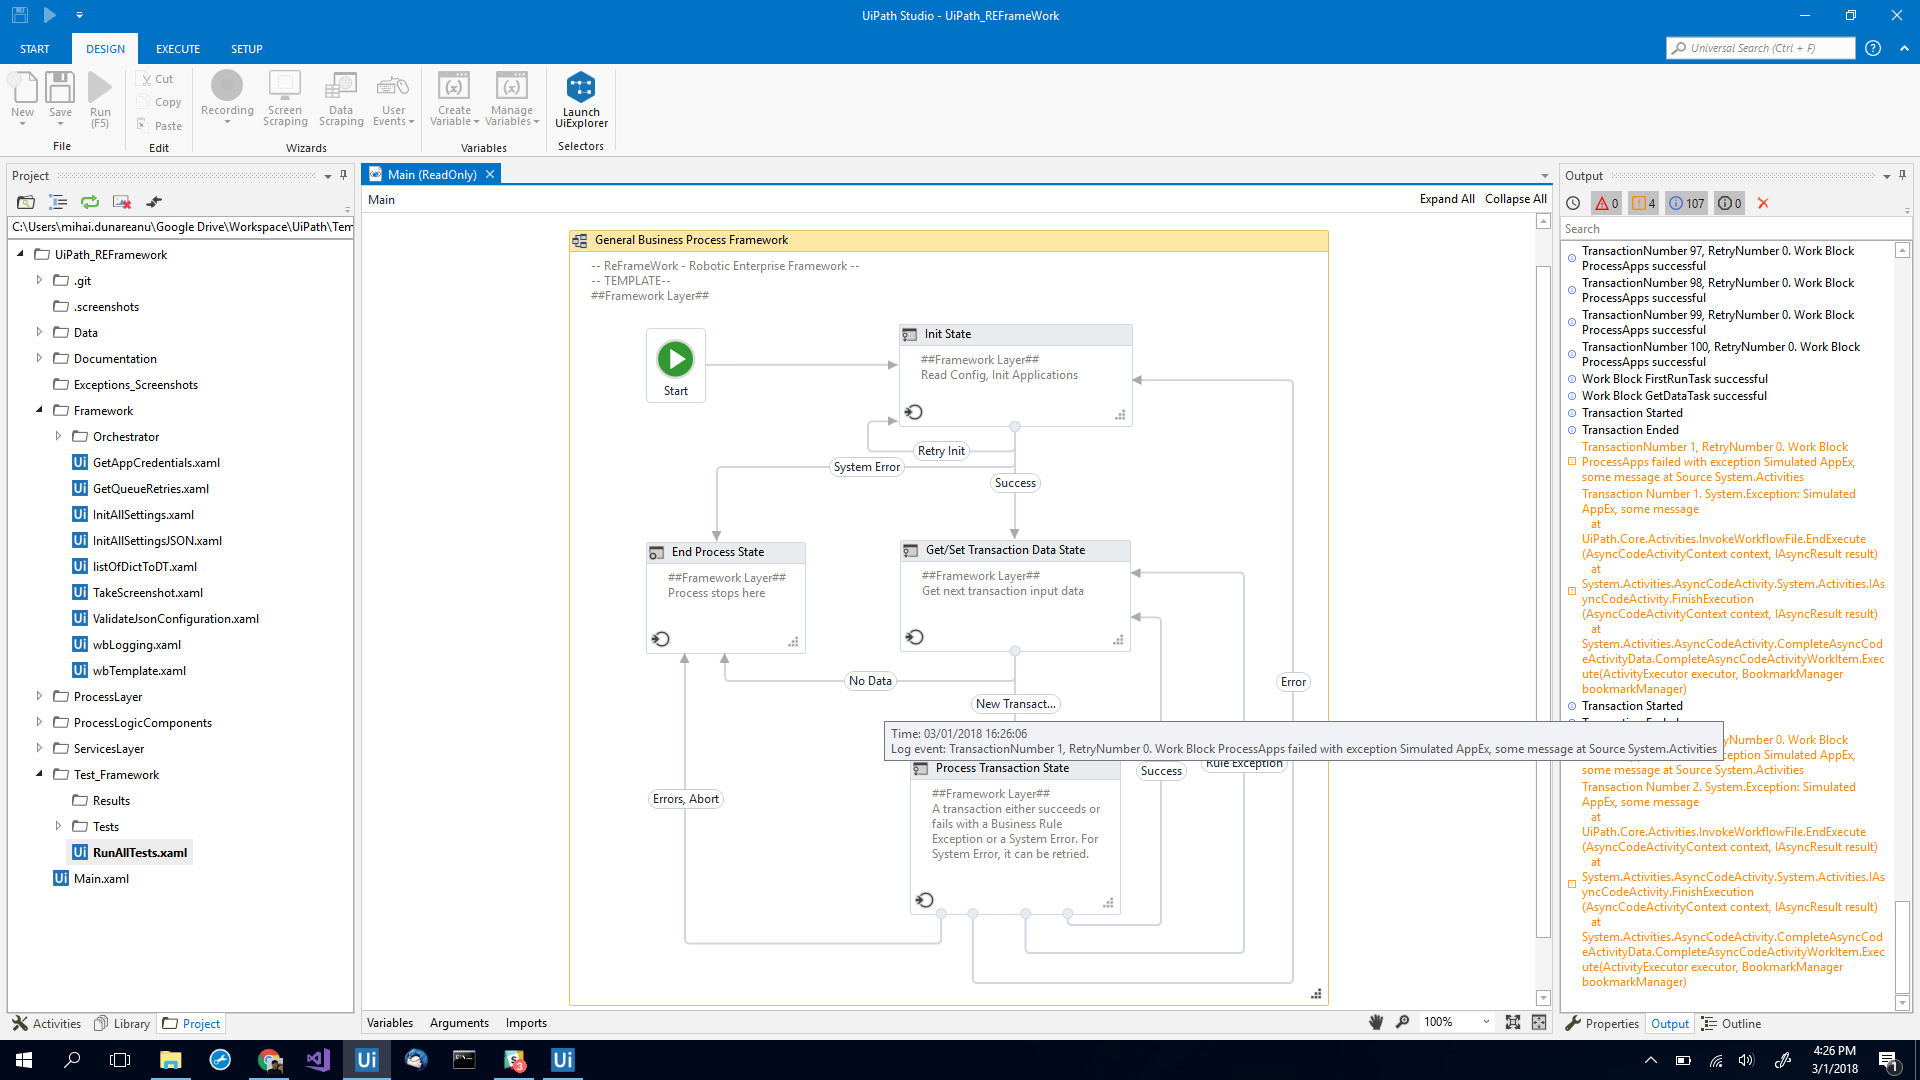 UiPath Studio - UiPath_REFrameWork
START
DESIGN
EXECUTE
SETUP
Universal Search (Ctrl + F)
New
Save
Run
(F5)
File
Cut
Copy
Paste
Edit
Recording
Screen
Scraping
Data
Scraping
User
Events
Wizards
Create
Variable
Manage
Variables
Variables
Launch
UiExplorer
Selectors
Project
C:\Users\mihai.dunareanu\Google Drive\Workspace\UiPath\Tem
UiPath_REFramework
.git
.screenshots
Data
Documentation
Exceptions_Screenshots
Framework
Orchestrator
GetAppCredentials.xaml
GetQueueRetries.xaml
InitAllSettings.xaml
InitAllSettingsJSON.xaml
listOfDictToDT.xaml
TakeScreenshot.xaml
ValidateJsonConfiguration.xaml
wbLogging.xaml
wbTemplate.xaml
ProcessLayer
ProcessLogicComponents
ServicesLayer
Test_Framework
Results
Tests
RunAllTests.xaml
Main.xaml
Activities
Library
Project
Main (ReadOnly)
Main
Expand All
Collapse All
General Business Process Framework
-- ReFrameWork - Robotic Enterprise Framework --
-- TEMPLATE--
##Framework Layer##
Start
Init State
##Framework Layer##
Read Config, Init Applications
Retry Init
System Error
Success
End Process State
##Framework Layer##
Process stops here
Get/Set Transaction Data State
##Framework Layer##
Get next transaction input data
No Data
New Transact...
Error
Time: 03/01/2018 16:26:06
Log event: TransactionNumber 1, RetryNumber 0. Work Block ProcessApps failed with exception Simulated AppEx, some message at Source System.Activities
Process Transaction State
Success
Rule Exception
##Framework Layer##
A transaction either succeeds or
fails with a Business Rule
Exception or a System Error. For
System Error, it can be retried.
Errors, Abort
Variables
Arguments
Imports
100%
Output
0
4
107
0
Search
TransactionNumber 97, RetryNumber 0. Work Block
ProcessApps successful
TransactionNumber 98, RetryNumber 0. Work Block
ProcessApps successful
TransactionNumber 99, RetryNumber 0. Work Block
ProcessApps successful
TransactionNumber 100, RetryNumber 0. Work Block
ProcessApps successful
Work Block FirstRunTask successful
Work Block GetDataTask successful
Transaction Started
Transaction Ended
TransactionNumber 1, RetryNumber 0. Work Block
ProcessApps failed with exception Simulated AppEx,
some message at Source System.Activities
Transaction Number 1. System.Exception: Simulated
AppEx, some message
at
UiPath.Core.Activities.InvokeWorkflowFile.EndExecute
(AsyncCodeActivityContext context, IAsyncResult result)
at
System.Activities.AsyncCodeActivity.System.Activities.IAs
yncCodeActivity.FinishExecution
(AsyncCodeActivityContext context, IAsyncResult result)
at
System.Activities.AsyncCodeActivity.CompleteAsyncCod
eActivityData.CompleteAsyncCodeActivityWorkItem.Exec
ute(ActivityExecutor executor, BookmarkManager
bookmarkManager)
Transaction Started
Number 0. Work Block
ception Simulated AppEx,
some message at Source System.Activities
Transaction Number 2. System.Exception: Simulated
AppEx, some message
at
UiPath.Core.Activities.InvokeWorkflowFile.EndExecute
(AsyncCodeActivityContext context, IAsyncResult result)
at
System.Activities.AsyncCodeActivity.System.Activities.IAs
yncCodeActivity.FinishExecution
(AsyncCodeActivityContext context, IAsyncResult result)
at
System.Activities.AsyncCodeActivity.CompleteAsyncCod
eActivityData.CompleteAsyncCodeActivityWorkItem.Exec
ute(ActivityExecutor executor, BookmarkManager
bookmarkManager)
Properties
Output
Outline
4:26 PM
3/1/2018